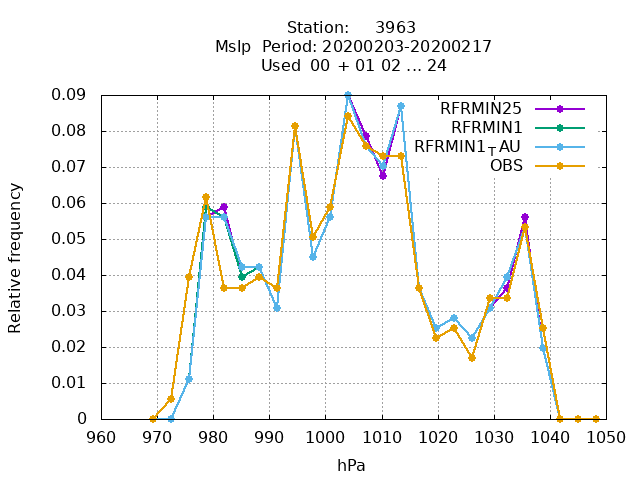 Station:     3963
Mslp  Period: 20200203-20200217
Used  00 + 01 02 ... 24
0.09
0.08
0.07
0.06
0.05
0.04
0.03
0.02
0.01
0
Relative frequency
RFRMIN25
RFRMIN1
RFRMIN1┬AU
OBS
960 970 980 990 1000 1010 1020 1030 1040 1050
hPa